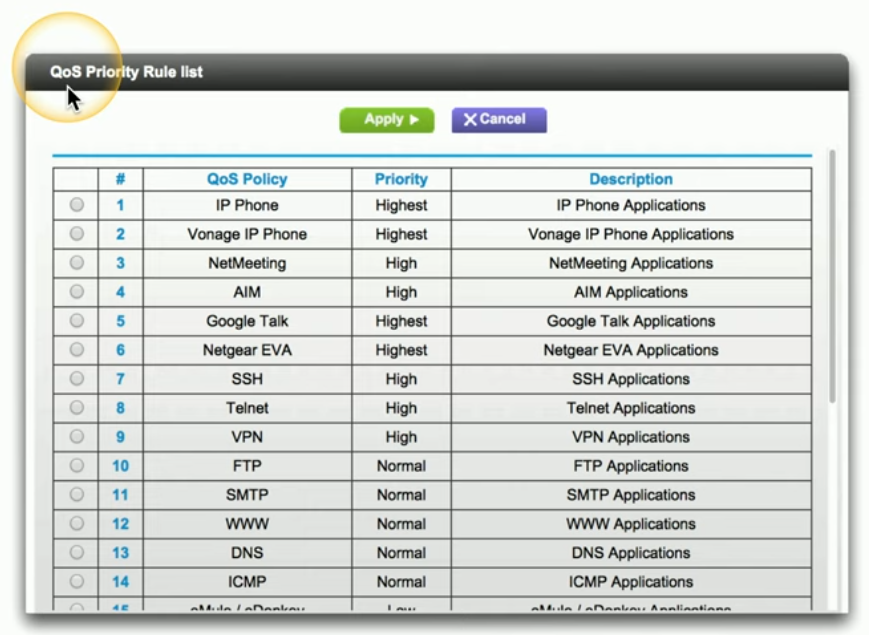 QoS Priority Rule list
Apply Cancel
# QoS Policy Priority Description
1 IP Phone Highest IP Phone Applications
2 Vonage IP Phone Highest Vonage IP Phone Applications
3 NetMeeting High NetMeeting Applications
4 AIM High AIM Applications
5 Google Talk Highest Google Talk Applications
6 Netgear EVA Highest Netgear EVA Applications
7 SSH High SSH Applications
8 Telnet High Telnet Applications
9 VPN High VPN Applications
10 FTP Normal FTP Applications
11 SMTP Normal SMTP Applications
12 WWW Normal WWW Applications
13 DNS Normal DNS Applications
14 ICMP Normal ICMP Applications
15 eMule / eDonkey Low eMule / eDonkey Applications